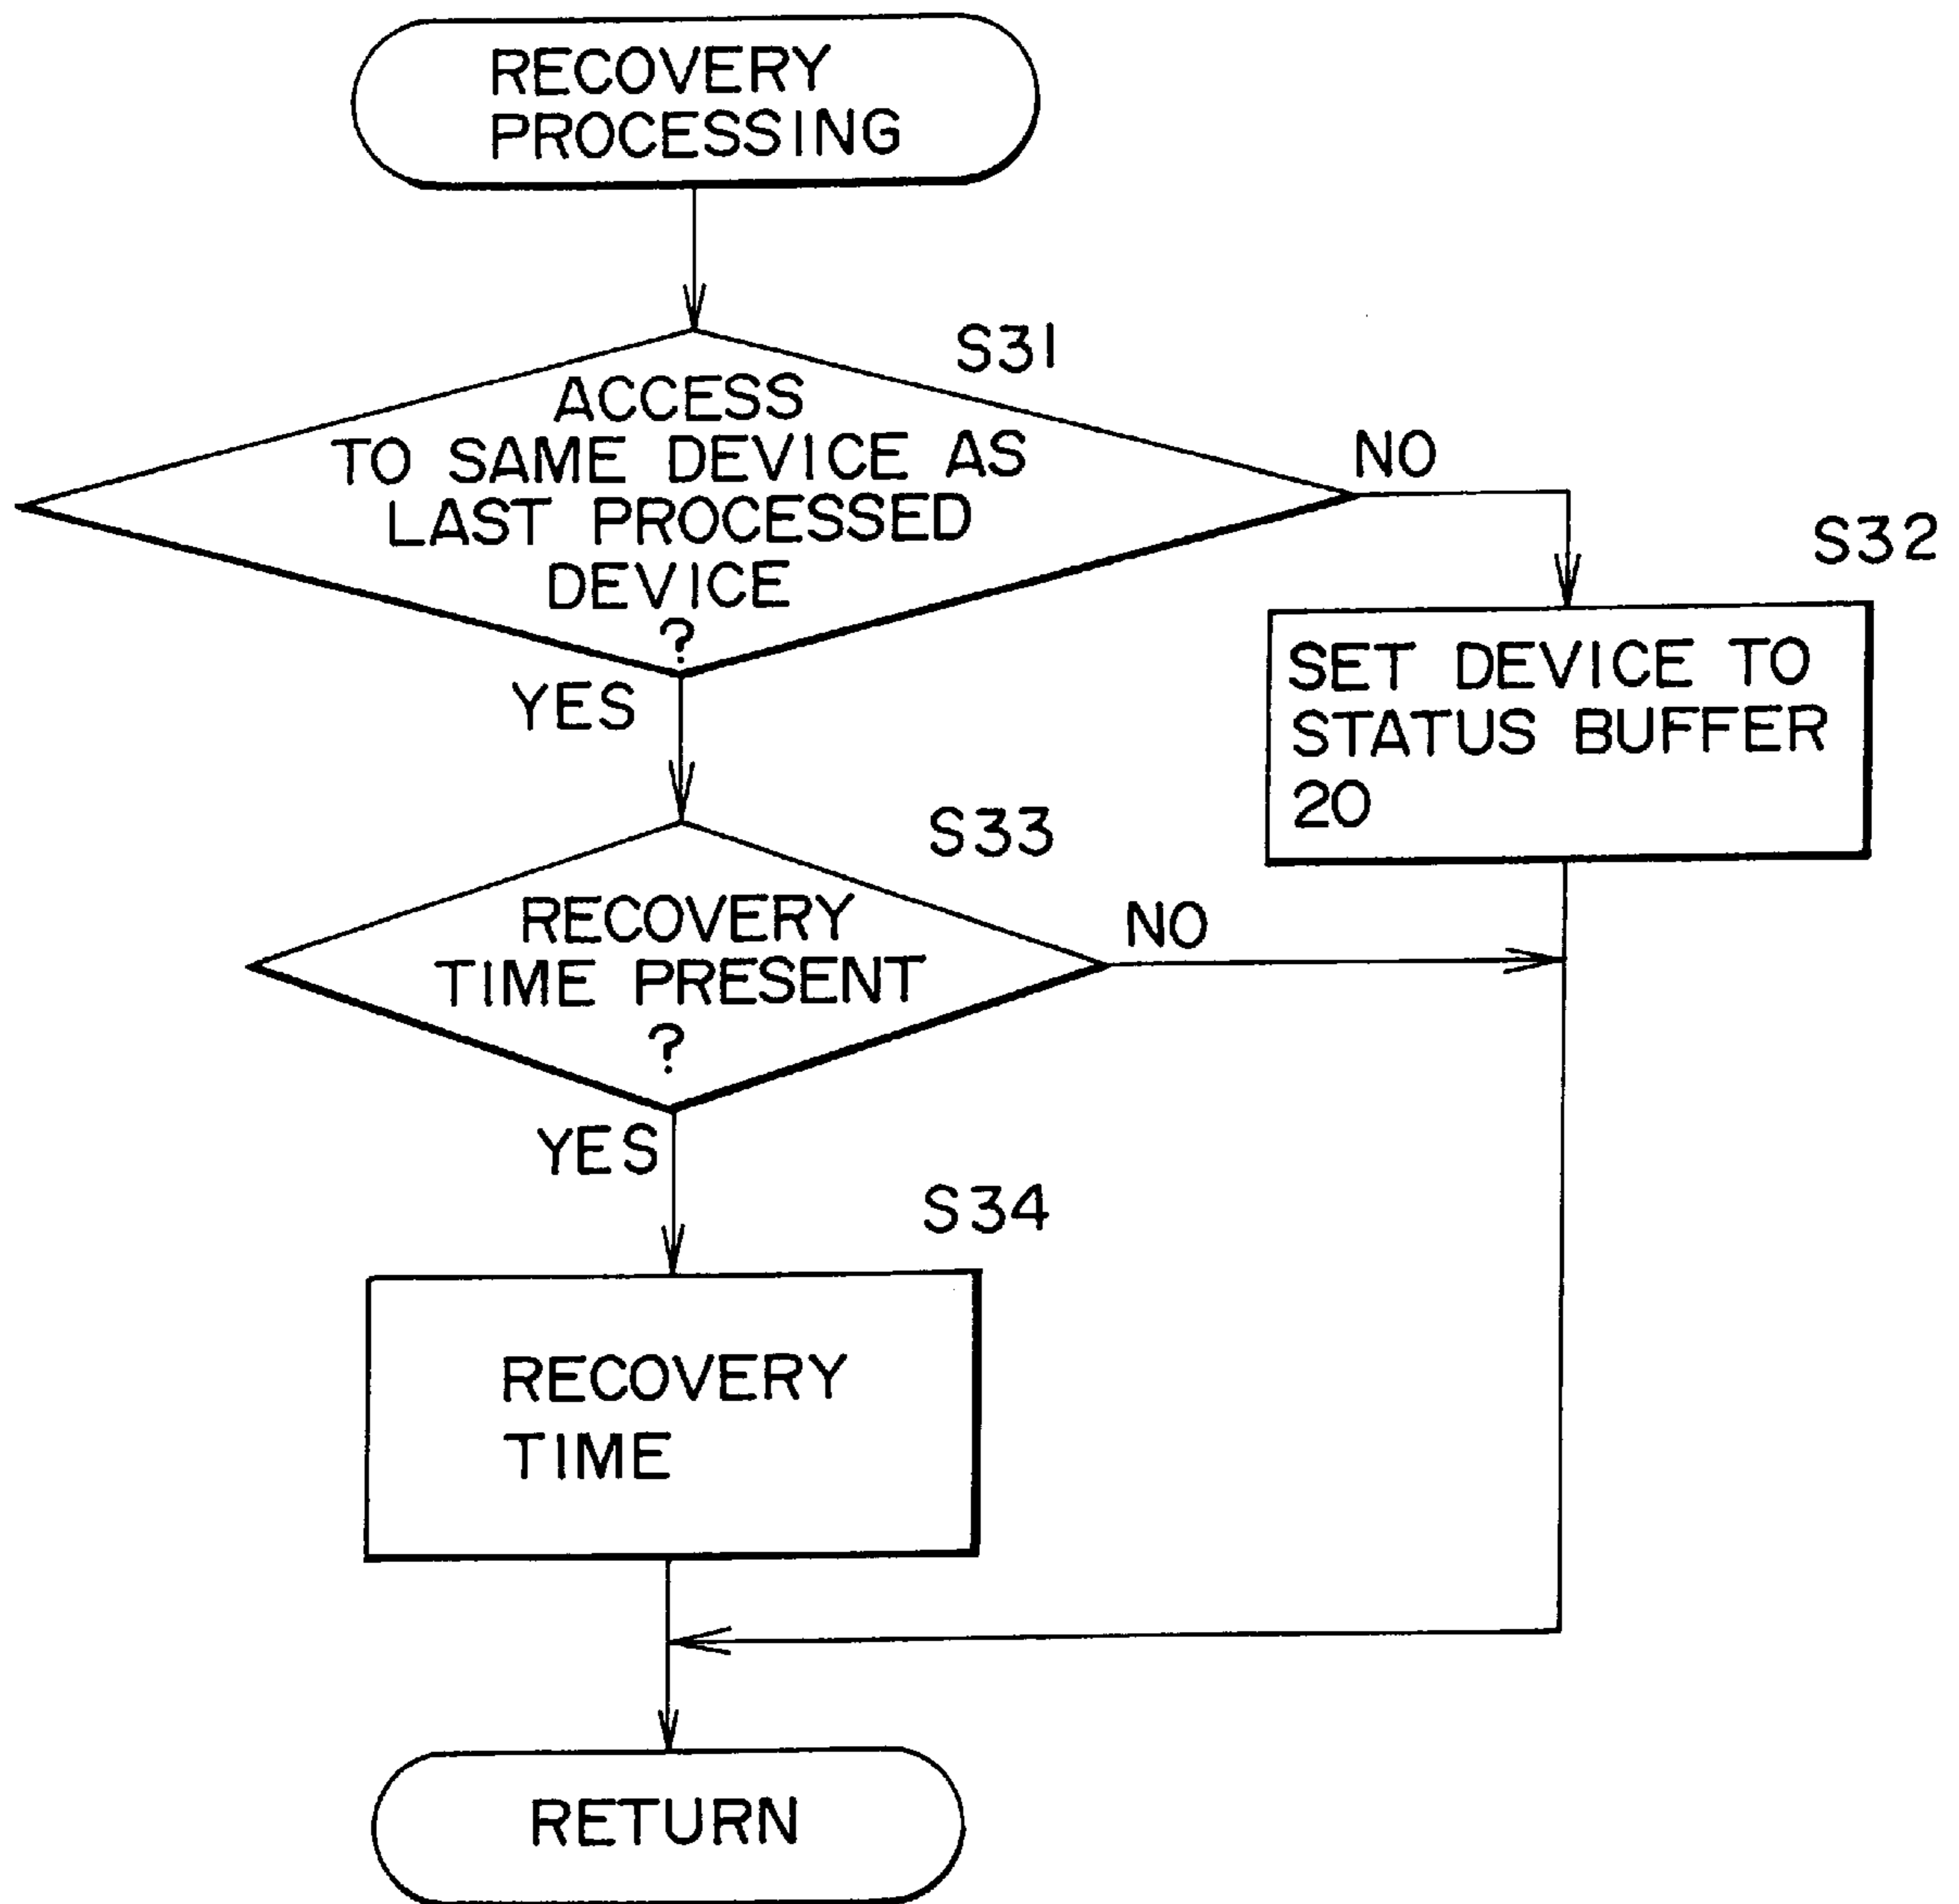 RECOVERY
PROCESSING
S31
ACCESS
TO SAME DEVICE AS
LAST PROCESSED
DEVICE
?
NO
YES
S32
SET DEVICE TO
STATUS BUFFER
20
S33
RECOVERY
TIME PRESENT
?
NO
YES
S34
RECOVERY
TIME
RETURN